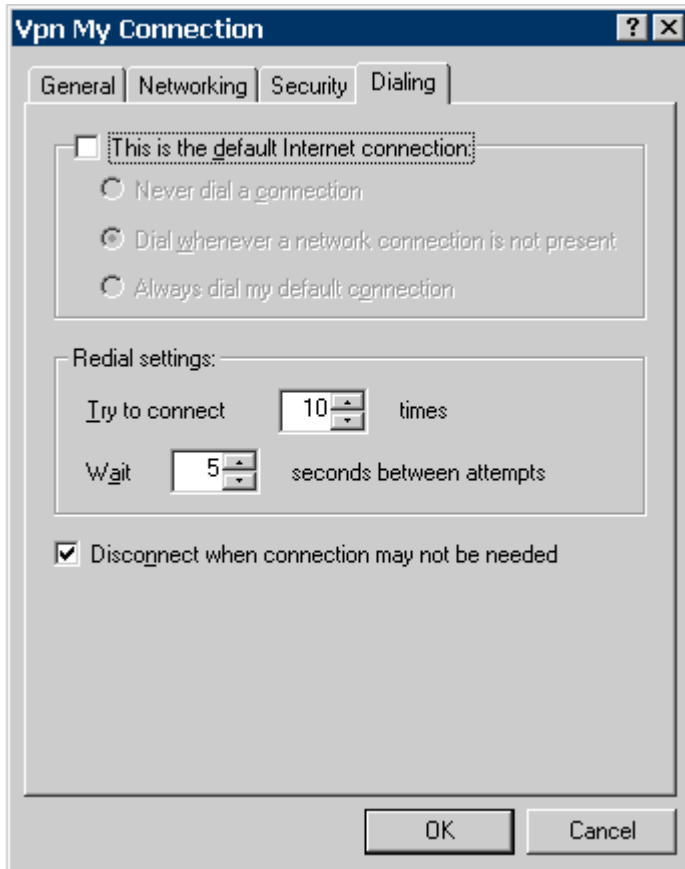 Vpn My Connection
General Networking Security Dialing
This is the default Internet connection:
Never dial a connection
Dial whenever a network connection is not present
Always dial my default connection
Redial settings:
Try to connect 10 times
Wait 5 seconds between attempts
Disconnect when connection may not be needed
OK Cancel